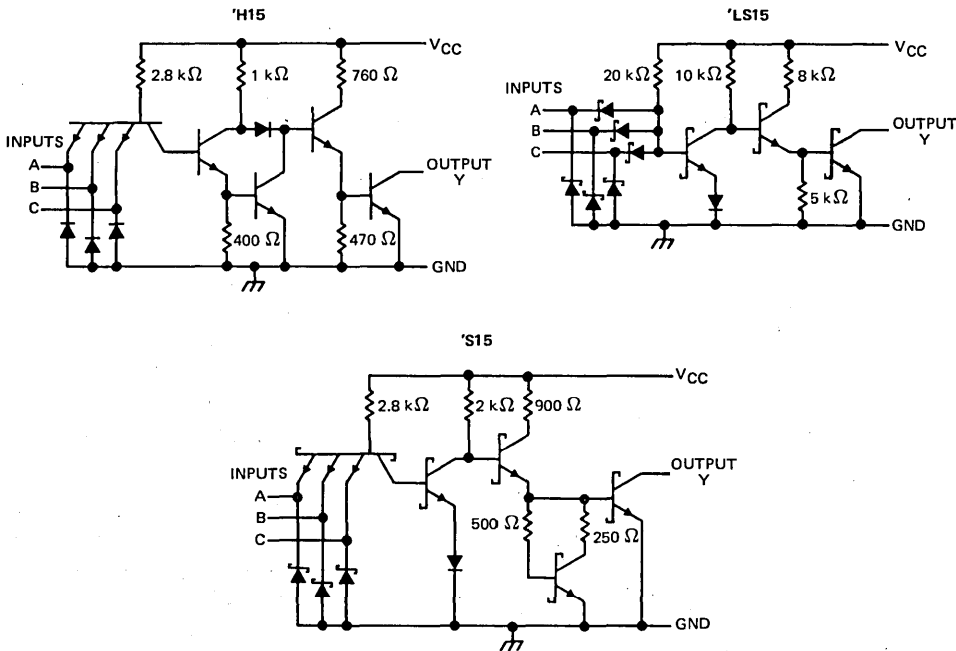 'H15
VCC
2.8 kΩ
1 kΩ
760 Ω
INPUTS
A
B
C
OUTPUT
Y
400 Ω
470 Ω
GND
'LS15
VCC
20 kΩ
10 kΩ
8 kΩ
INPUTS
A
B
C
OUTPUT
Y
5 kΩ
GND
'S15
VCC
2.8 kΩ
2 kΩ
900 Ω
INPUTS
A
B
C
OUTPUT
Y
500 Ω
250 Ω
GND